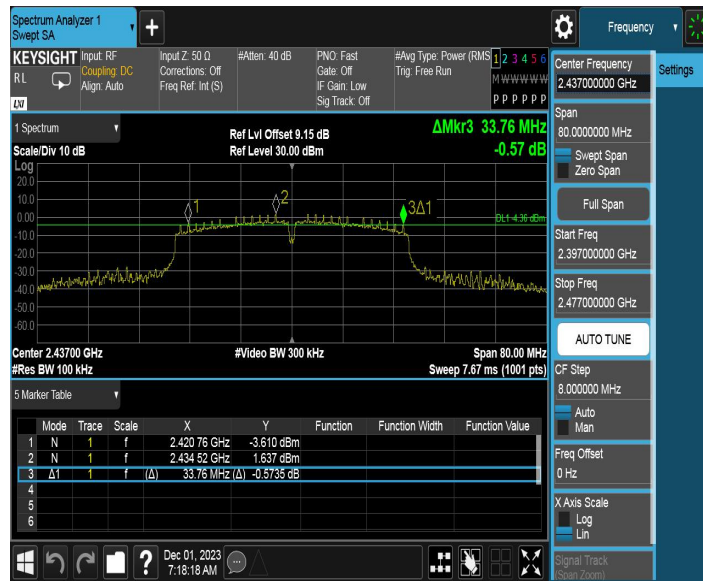 Spectrum Analyzer 1
Swept SA
+
Frequency
KEYSIGHT
RL
LXI
Input: RF
Coupling: DC
Align: Auto
Input Z: 50 Ω
Corrections: Off
Freq Ref: Int (S)
#Atten: 40 dB
PNO: Fast
Gate: Off
IF Gain: Low
Sig Track: Off
#Avg Type: Power (RMS
Trig: Free Run
1 2 3 4 5 6
M W W W W W
P P P P P P
1 Spectrum
Scale/Div 10 dB
Ref Lvl Offset 9.15 dB
Ref Level 30.00 dBm
ΔMkr3 33.76 MHz
-0.57 dB
Log
20.0
10.0
0.00
-10.0
-20.0
-30.0
-40.0
-50.0
-60.0
1
2
3Δ1
DL1 -4.36 dBm
Center 2.43700 GHz
#Res BW 100 kHz
#Video BW 300 kHz
Span 80.00 MHz
Sweep 7.67 ms (1001 pts)
5 Marker Table
Mode Trace Scale X Y Function Function Width Function Value
1 N 1 f 2.420 76 GHz -3.610 dBm
2 N 1 f 2.434 52 GHz 1.637 dBm
3 Δ1 1 f (Δ) 33.76 MHz (Δ) -0.5735 dB
4
5
6
?
Dec 01, 2023
7:18:18 AM
Center Frequency
2.437000000 GHz
Settings
Span
80.0000000 MHz
Swept Span
Zero Span
Full Span
Start Freq
2.397000000 GHz
Stop Freq
2.477000000 GHz
AUTO TUNE
CF Step
8.000000 MHz
Auto
Man
Freq Offset
0 Hz
X Axis Scale
Log
Lin
Signal Track
(Span Zoom)